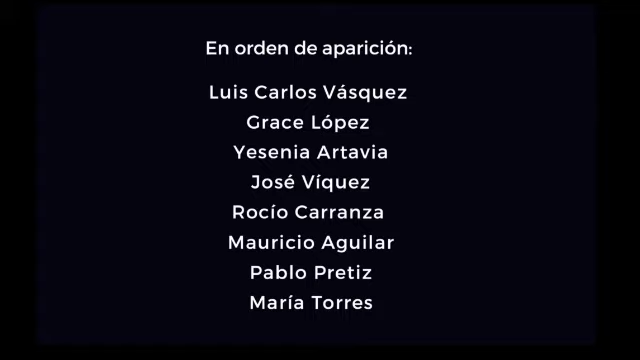 En orden de aparición:
Luis Carlos Vásquez
Grace López
Yesenia Artavia
José Víquez
Rocío Carranza
Mauricio Aguilar
Pablo Pretiz
María Torres